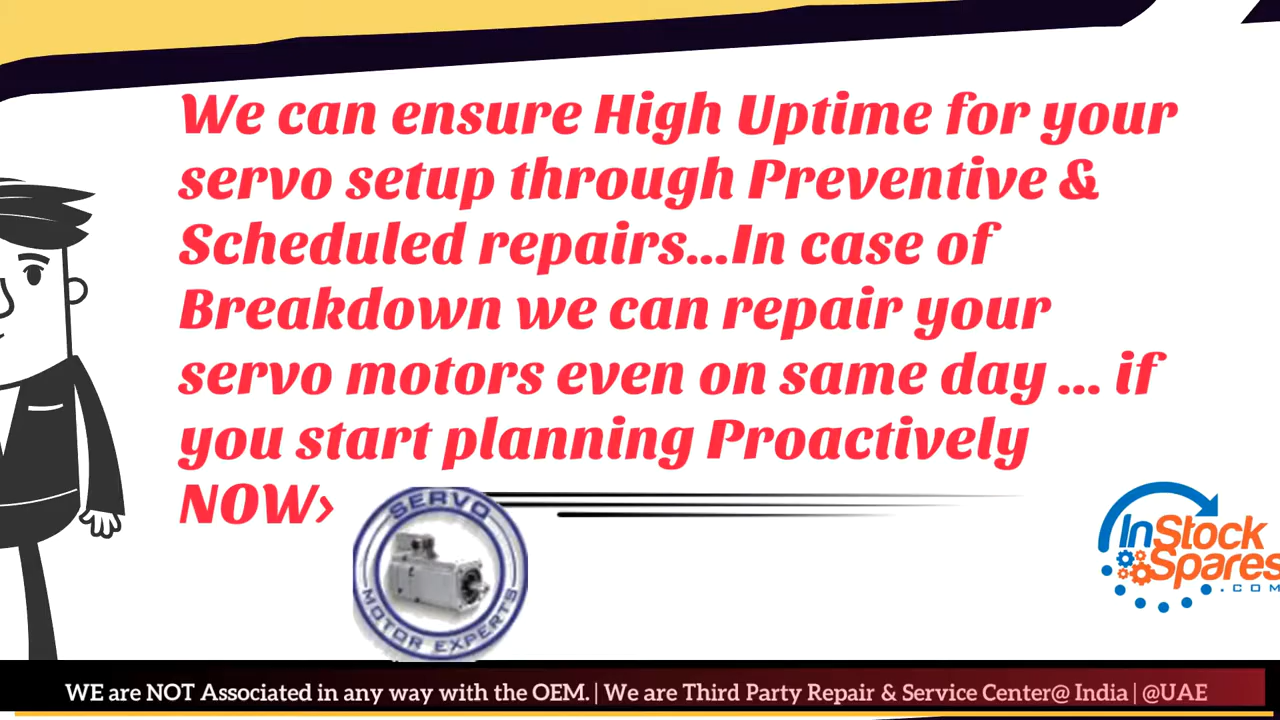 We can ensure High Uptime for your
servo setup through Preventive &
Scheduled repairs...In case of
Breakdown we can repair your
servo motors even on same day ... if
you start planning Proactively
NOW>
SERVO
MOTOR EXPERTS
InStock
Spares
.COM
WE are NOT Associated in any way with the OEM. | We are Third Party Repair & Service Center@ India | @UAE